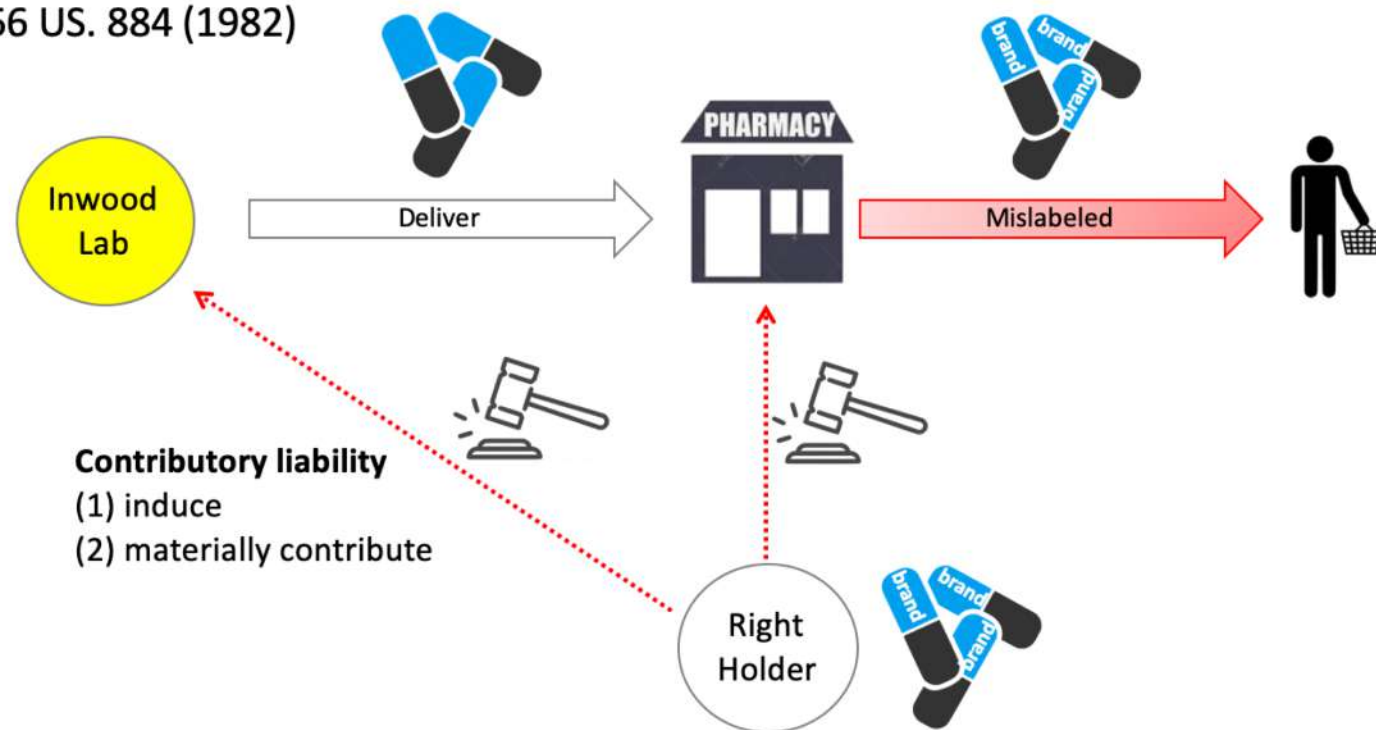 56 US. 884 (1982)
brand
brand
brand
PHARMACY
Inwood
Lab
Deliver
Mislabeled
Contributory liability
(1) induce
(2) materially contribute
Right
Holder
brand
brand
brand